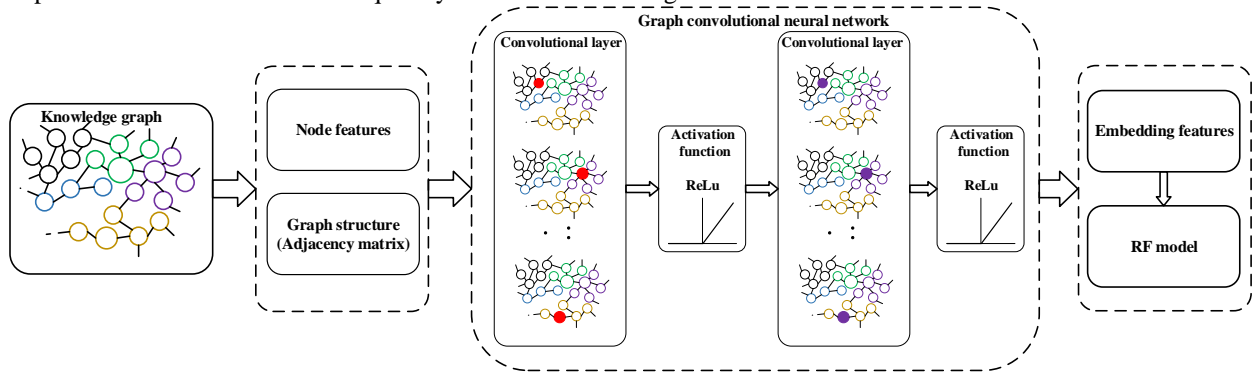 Graph convolutional neural network
Knowledge graph
Node features
Graph structure
(Adjacency matrix)
Convolutional layer
Activation
function
ReLu
Convolutional layer
Activation
function
ReLu
Embedding features
RF model